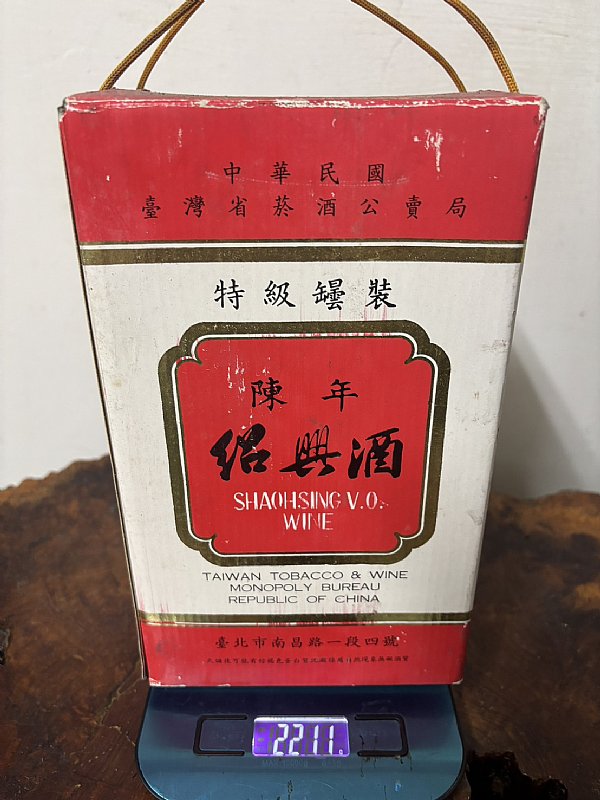 中華民國
臺灣省菸酒公賣局
特級罎裝
陳年
紹興酒
SHAOHSING V.O.
WINE
TAIWAN TOBACCO & WINE
MONOPOLY BUREAU
REPUBLIC OF CHINA
臺北市南昌路一段四號
2211